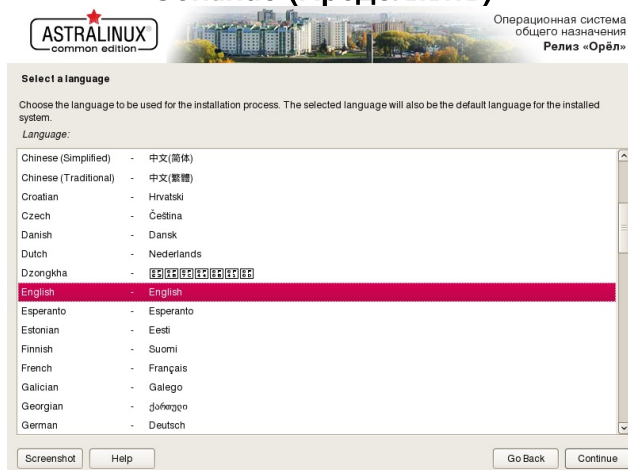 ASTRALINUX
common edition
Операционная система
общего назначения
Релиз «Орёл»
Select a language
Choose the language to be used for the installation process. The selected language will also be the default language for the installed
system.
Language:
Chinese (Simplified) - 中文(简体)
Chinese (Traditional) - 中文(繁體)
Croatian - Hrvatski
Czech - Čeština
Danish - Dansk
Dutch - Nederlands
Dzongkha -
English - English
Esperanto - Esperanto
Estonian - Eesti
Finnish - Suomi
French - Français
Galician - Galego
Georgian - ქართული
German - Deutsch
Screenshot Help Go Back Continue